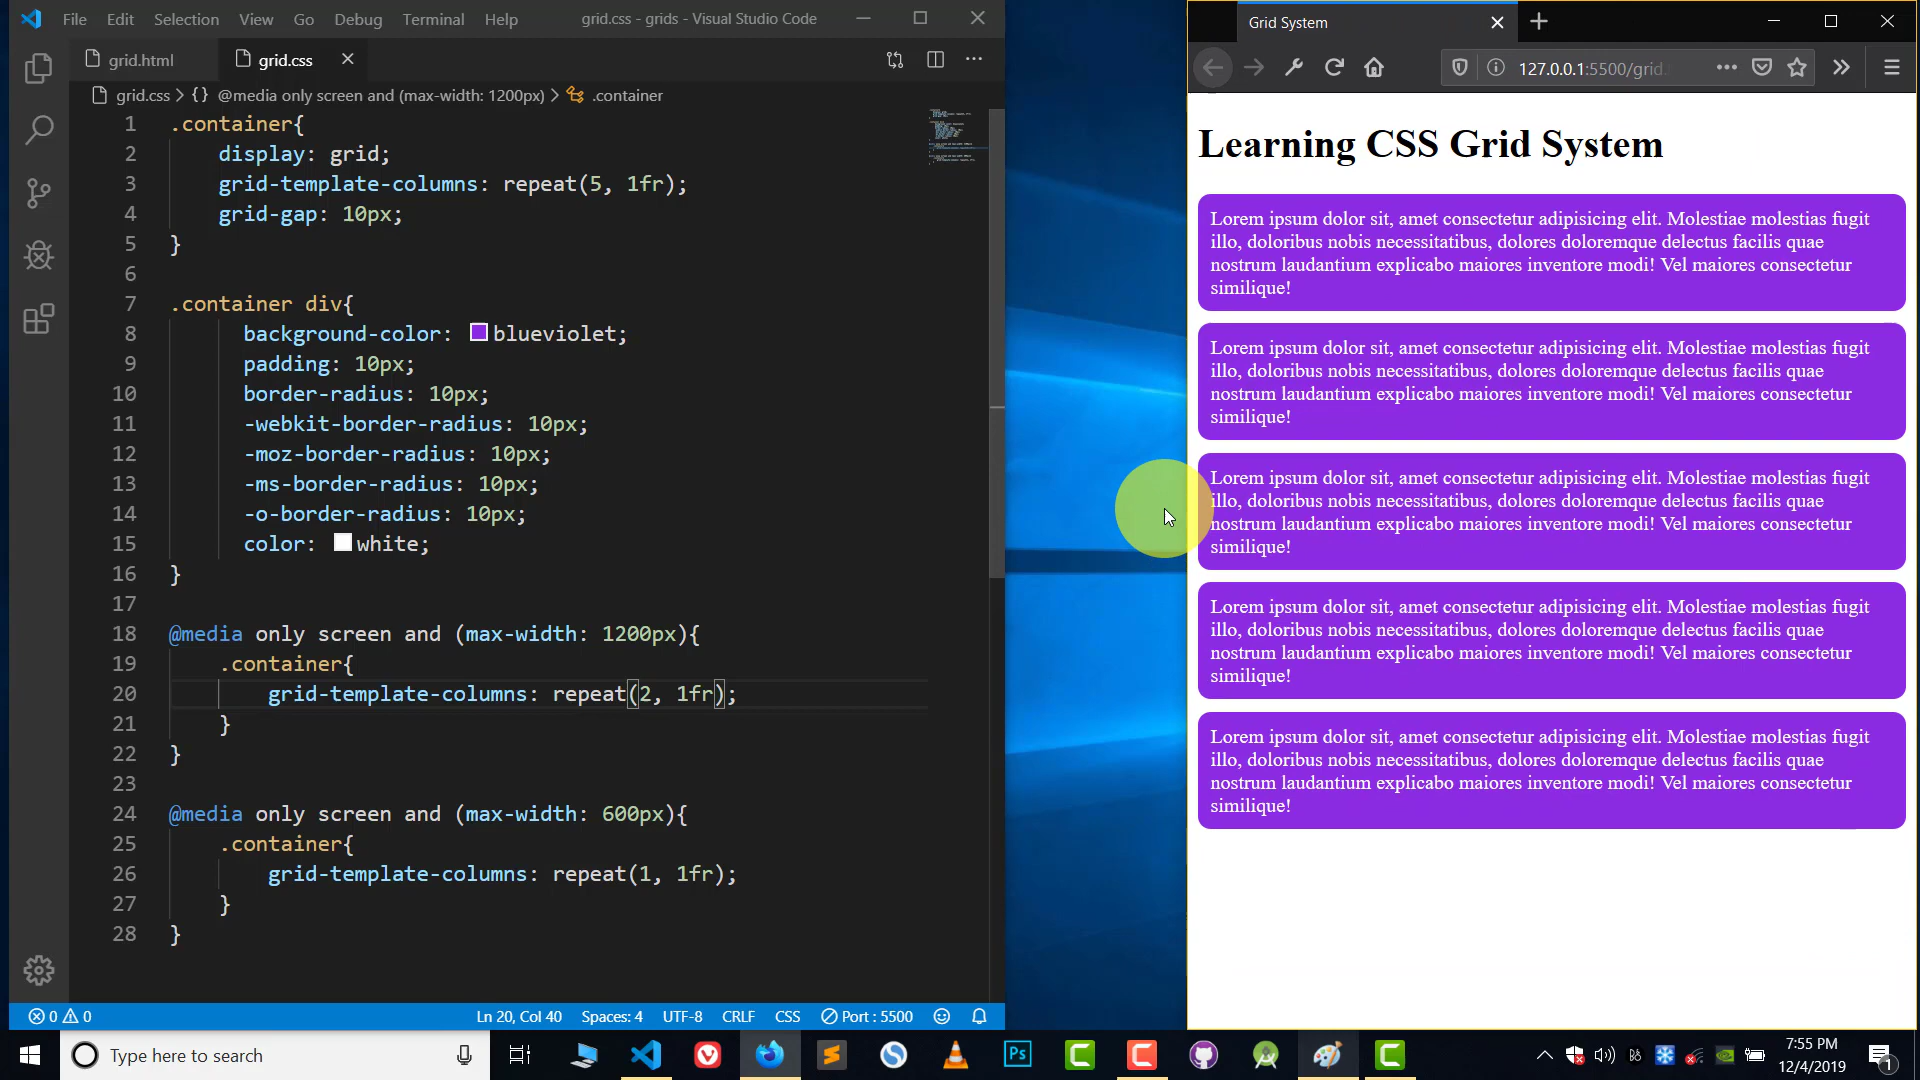 File Edit Selection View Go Debug Terminal Help grid.css - grids - Visual Studio Code
grid.html grid.css
grid.css > {} @media only screen and (max-width: 1200px) > .container
1 .container{
2 display: grid;
3 grid-template-columns: repeat(5, 1fr);
4 grid-gap: 10px;
5 }
6
7 .container div{
8 background-color: blueviolet;
9 padding: 10px;
10 border-radius: 10px;
11 -webkit-border-radius: 10px;
12 -moz-border-radius: 10px;
13 -ms-border-radius: 10px;
14 -o-border-radius: 10px;
15 color: white;
16 }
17
18 @media only screen and (max-width: 1200px){
19 .container{
20 grid-template-columns: repeat(2, 1fr);
21 }
22 }
23
24 @media only screen and (max-width: 600px){
25 .container{
26 grid-template-columns: repeat(1, 1fr);
27 }
28 }
0 0 Ln 20, Col 40 Spaces: 4 UTF-8 CRLF CSS Port : 5500
Grid System
127.0.0.1:5500/grid.
Learning CSS Grid System
Lorem ipsum dolor sit, amet consectetur adipisicing elit. Molestiae molestias fugit
illo, doloribus nobis necessitatibus, dolores doloremque delectus facilis quae
nostrum laudantium explicabo maiores inventore modi! Vel maiores consectetur
similique!
Lorem ipsum dolor sit, amet consectetur adipisicing elit. Molestiae molestias fugit
illo, doloribus nobis necessitatibus, dolores doloremque delectus facilis quae
nostrum laudantium explicabo maiores inventore modi! Vel maiores consectetur
similique!
Lorem ipsum dolor sit, amet consectetur adipisicing elit. Molestiae molestias fugit
illo, doloribus nobis necessitatibus, dolores doloremque delectus facilis quae
nostrum laudantium explicabo maiores inventore modi! Vel maiores consectetur
similique!
Lorem ipsum dolor sit, amet consectetur adipisicing elit. Molestiae molestias fugit
illo, doloribus nobis necessitatibus, dolores doloremque delectus facilis quae
nostrum laudantium explicabo maiores inventore modi! Vel maiores consectetur
similique!
Lorem ipsum dolor sit, amet consectetur adipisicing elit. Molestiae molestias fugit
illo, doloribus nobis necessitatibus, dolores doloremque delectus facilis quae
nostrum laudantium explicabo maiores inventore modi! Vel maiores consectetur
similique!
Type here to search
Ps
7:55 PM
12/4/2019
1